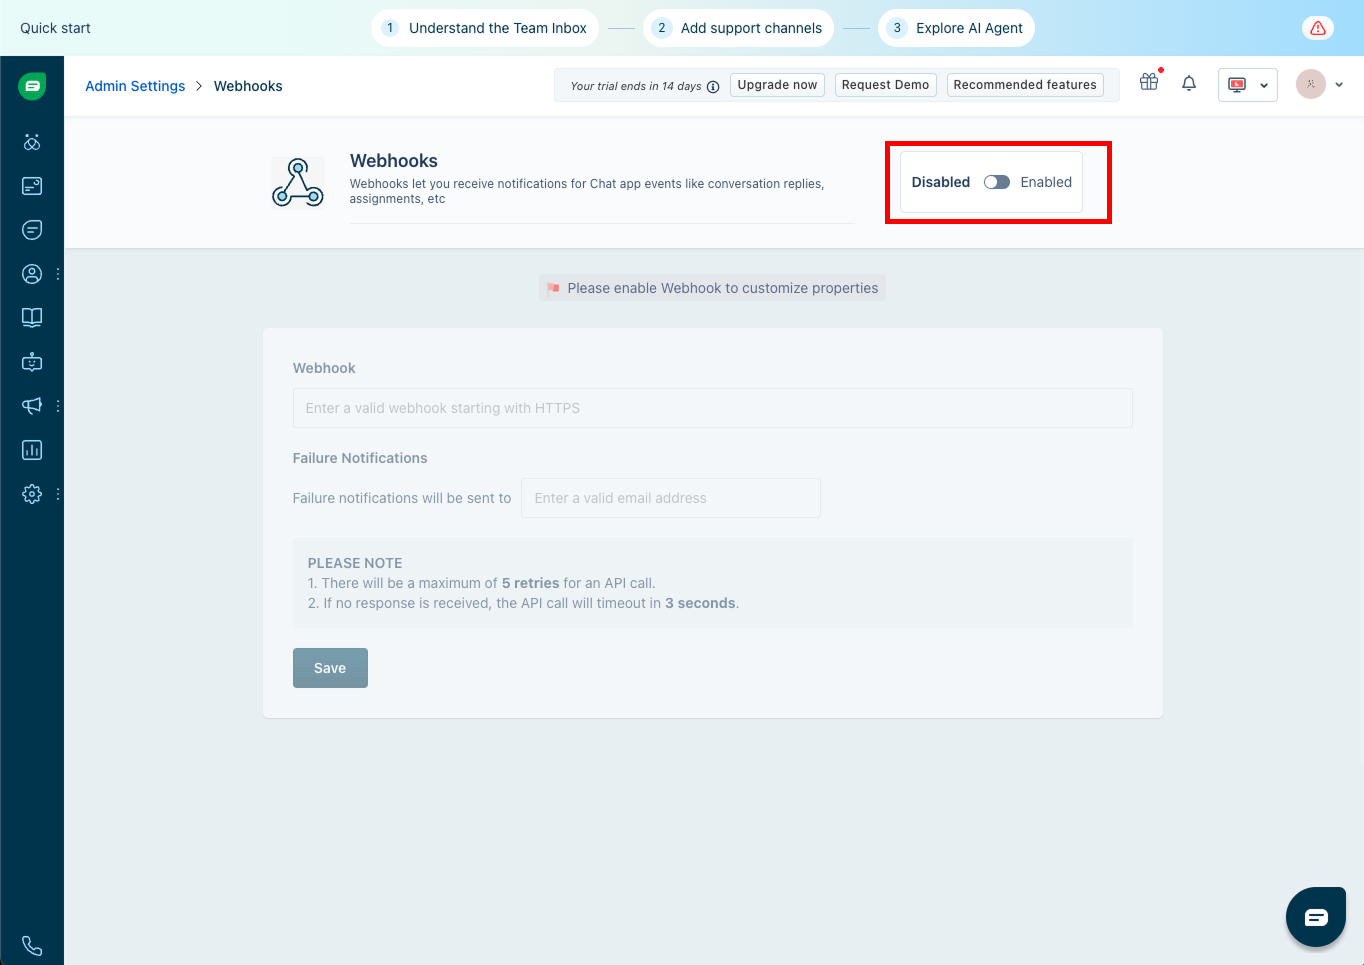 Quick start
1 Understand the Team Inbox
2 Add support channels
3 Explore AI Agent
Admin Settings > Webhooks
Your trial ends in 14 days
Upgrade now
Request Demo
Recommended features
Webhooks
Webhooks let you receive notifications for Chat app events like conversation replies,
assignments, etc
Disabled Enabled
Please enable Webhook to customize properties
Webhook
Enter a valid webhook starting with HTTPS
Failure Notifications
Failure notifications will be sent to Enter a valid email address
PLEASE NOTE
1. There will be a maximum of 5 retries for an API call.
2. If no response is received, the API call will timeout in 3 seconds.
Save